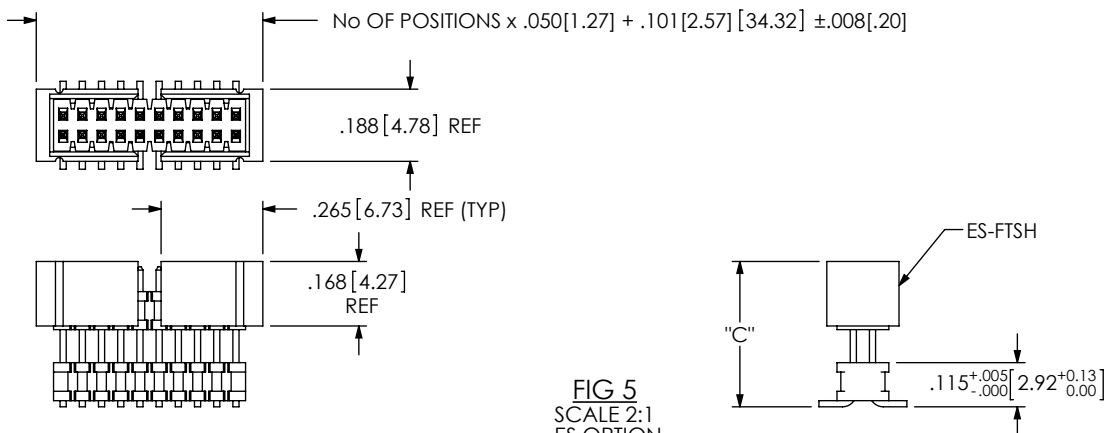 No OF POSITIONS x .050[1.27] + .101[2.57] [34.32] ±.008[.20]
.188[4.78] REF
.265[6.73] REF (TYP)
ES-FTSH
.168[4.27]
REF
"C"
.115+.005 -.000[2.92+0.13 0.00]
FIG 5
SCALE 2:1
ES OPTION